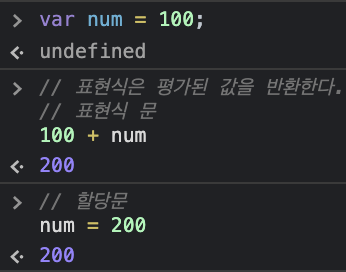 > var num = 100;
<· undefined
> // 표현식은 평가된 값을 반환한다.
// 표현식 문
100 + num
<· 200
> // 할당문
num = 200
<· 200